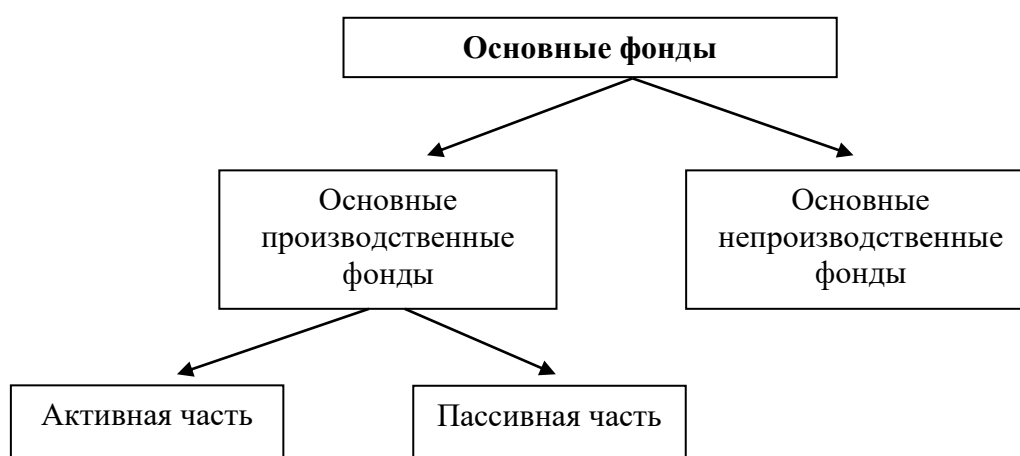 Основные фонды
Основные
производственные
фонды
Основные
непроизводственные
фонды
Активная часть
Пассивная часть